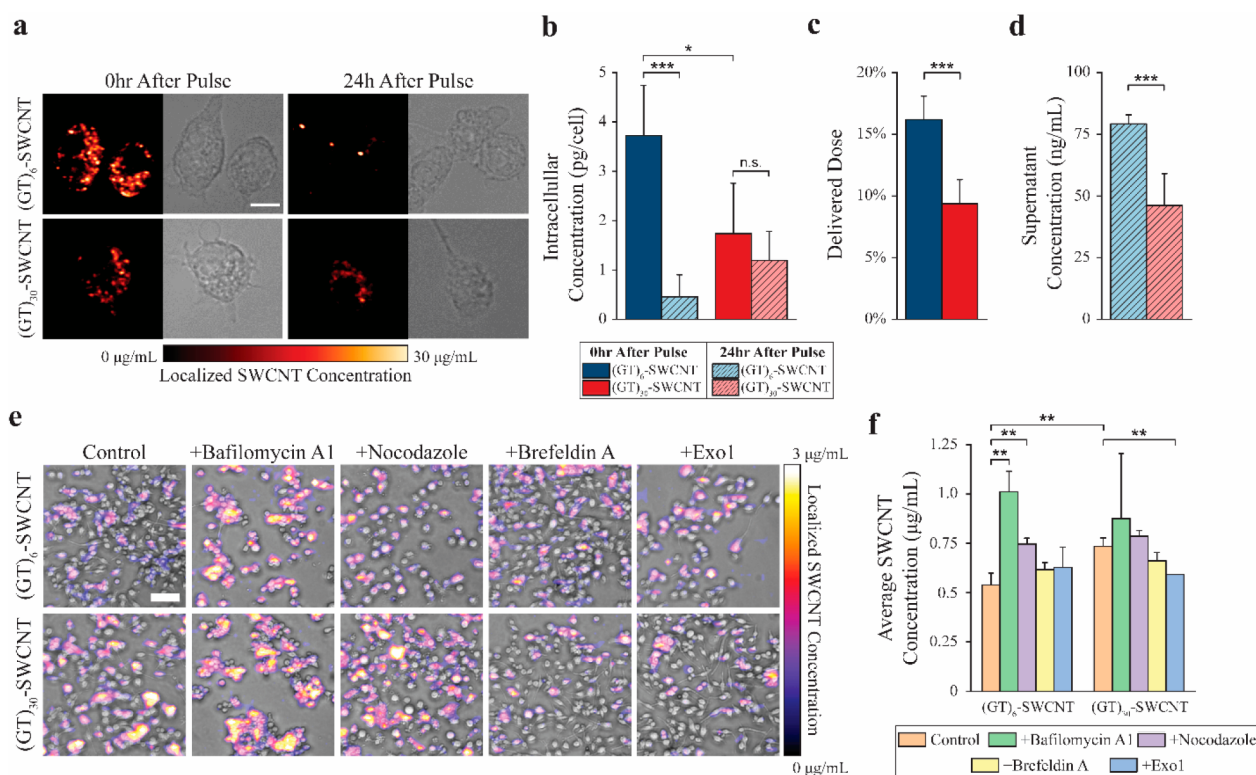 a
0hr After Pulse
24h After Pulse
(GT)6-SWCNT
(GT)30-SWCNT
0 µg/mL
30 µg/mL
Localized SWCNT Concentration
b
Intracellular
Concentration (pg/cell)
5
4
3
2
1
0
*
***
n.s.
0hr After Pulse
24hr After Pulse
(GT)6-SWCNT
(GT)6-SWCNT
(GT)30-SWCNT
(GT)30-SWCNT
c
Delivered Dose
20%
15%
10%
5%
0%
***
d
Supernatant
Concentration (ng/mL)
100
75
50
25
0
***
e
Control
+Bafilomycin A1
+Nocodazole
+Brefeldin A
+Exo1
(GT)6-SWCNT
(GT)30-SWCNT
3 µg/mL
Localized SWCNT Concentration
0 µg/mL
f
Average SWCNT
Concentration (µg/mL)
1.25
1.0
0.75
0.5
0.25
0
**
**
**
**
(GT)6-SWCNT
(GT)30-SWCNT
Control
+Bafilomycin A1
+Nocodazole
+Brefeldin A
+Exo1